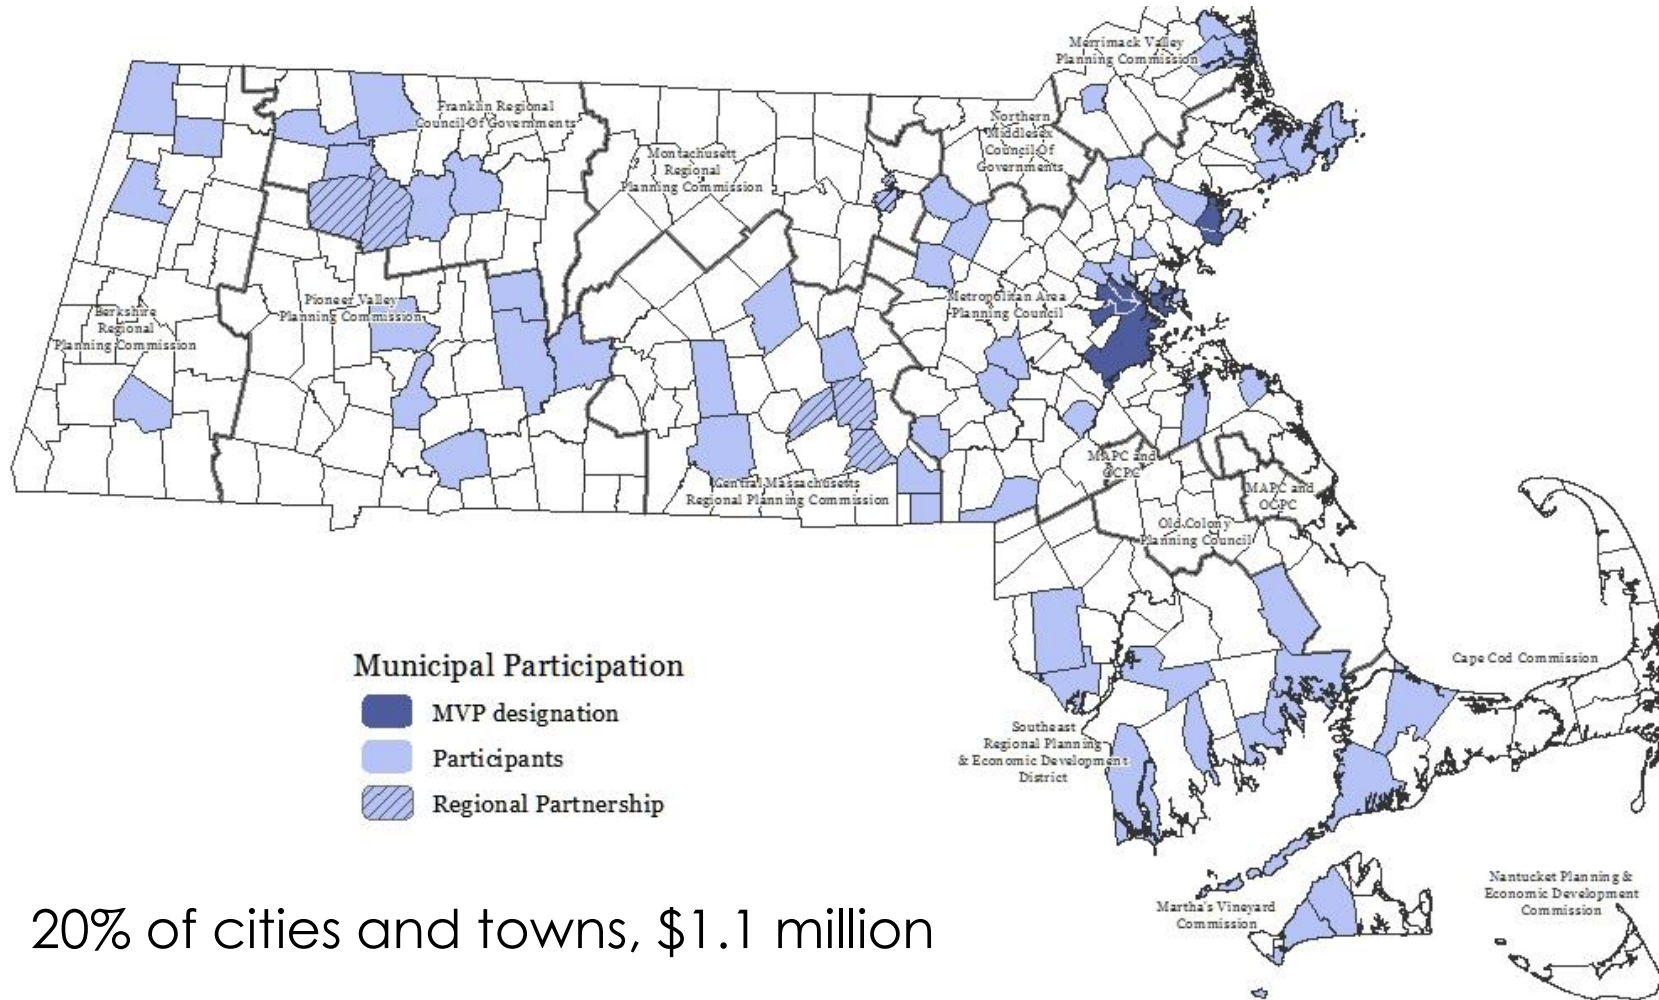 Merrimack Valley
Planning Commission
Franklin Regional
Council Of Governments
Northern
Middlesex
Council Of
Governments
Montachusett
Regional
Planning Commission
Berkshire
Regional
Planning Commission
Pioneer Valley
Planning Commission
Metropolitan Area
Planning Council
Central Massachusetts
Regional Planning Commission
MAPC and
OCPC
MAPC and
OCPC
Old Colony
Planning Council
Cape Cod Commission
Southeast
Regional Planning
& Economic Development
District
Martha's Vineyard
Commission
Nantucket Planning &
Economic Development
Commission
Municipal Participation
MVP designation
Participants
Regional Partnership
20% of cities and towns, $1.1 million